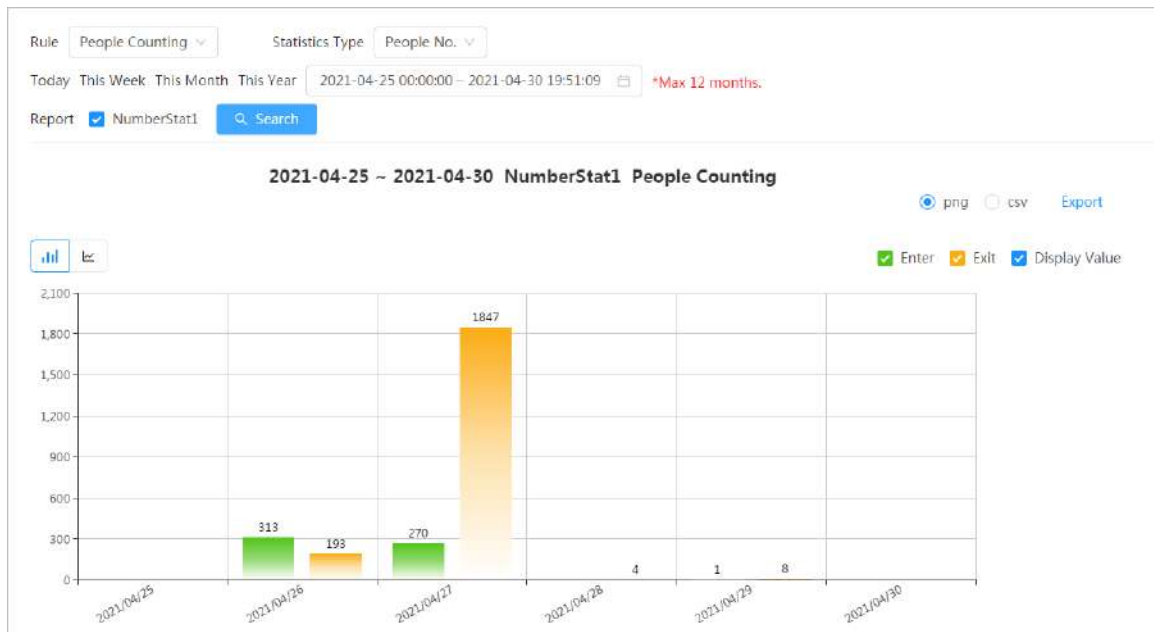 Rule People Counting Statistics Type People No.
Today This Week This Month This Year 2021-04-25 00:00:00 – 2021-04-30 19:51:09 *Max 12 months.
Report NumberStat1 Search
2021-04-25 ~ 2021-04-30 NumberStat1 People Counting
png csv Export
Enter Exit Display Value
2,100
1847
1,800
1,500
1,200
900
600
313 193 270
300
4 1 8
0
2021/04/25 2021/04/26 2021/04/27 2021/04/28 2021/04/29 2021/04/30